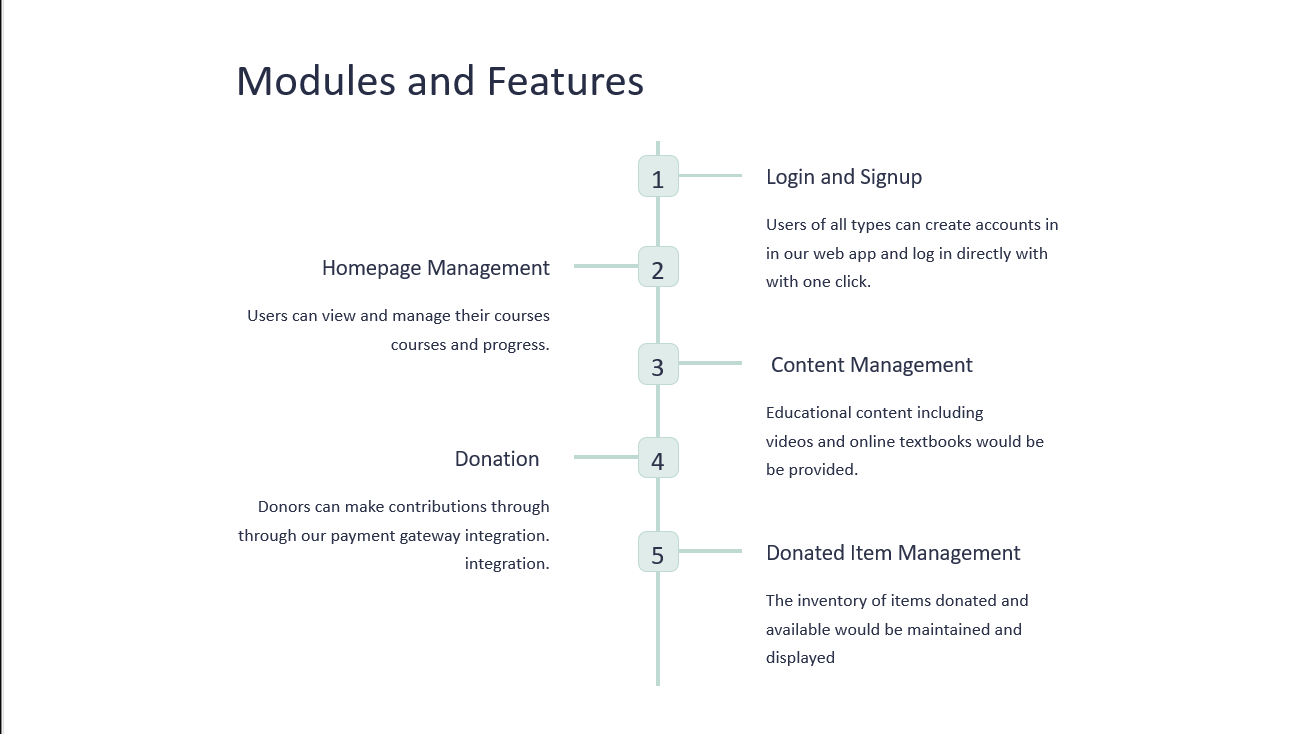 Modules and Features
1
Login and Signup
Users of all types can create accounts in
in our web app and log in directly with
with one click.
2
Homepage Management
Users can view and manage their courses
courses and progress.
3
Content Management
Educational content including
videos and online textbooks would be
be provided.
4
Donation
Donors can make contributions through
through our payment gateway integration.
integration.
5
Donated Item Management
The inventory of items donated and
available would be maintained and
displayed